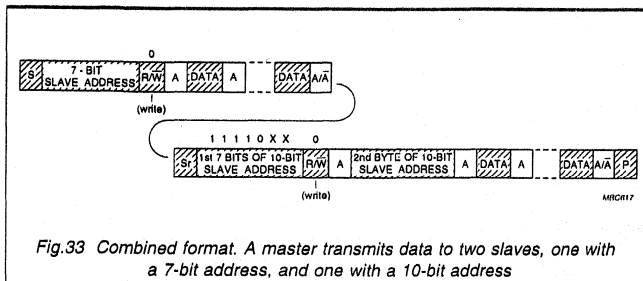 0
S 7 - BIT SLAVE ADDRESS R/W̅ A DATA A DATA A/A̅
(write)
1 1 1 1 0 X X 0
Sr 1st 7 BITS OF 10-BIT SLAVE ADDRESS R/W̅ A 2nd BYTE OF 10-BIT SLAVE ADDRESS A DATA A DATA A/A̅ P
(write)
MBC617
Fig.33 Combined format. A master transmits data to two slaves, one with
a 7-bit address, and one with a 10-bit address